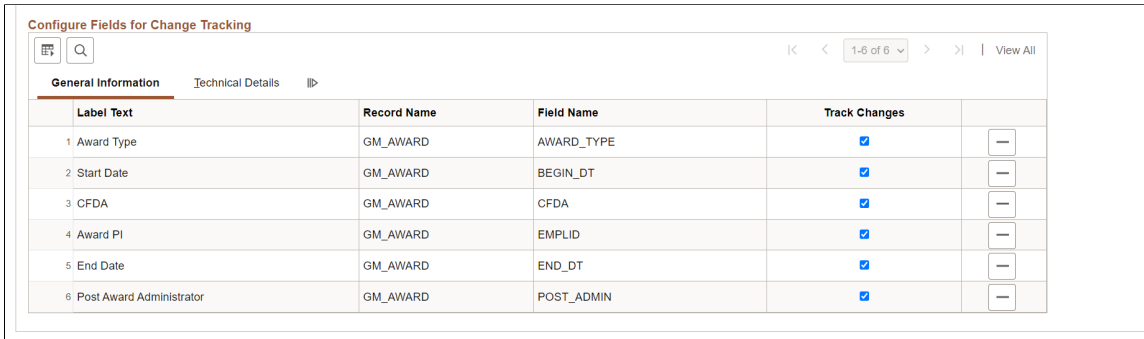 Configure Fields for Change Tracking
1-6 of 6 | View All
General Information Technical Details
Label Text Record Name Field Name Track Changes
1 Award Type GM_AWARD AWARD_TYPE
2 Start Date GM_AWARD BEGIN_DT
3 CFDA GM_AWARD CFDA
4 Award PI GM_AWARD EMPLID
5 End Date GM_AWARD END_DT
6 Post Award Administrator GM_AWARD POST_ADMIN